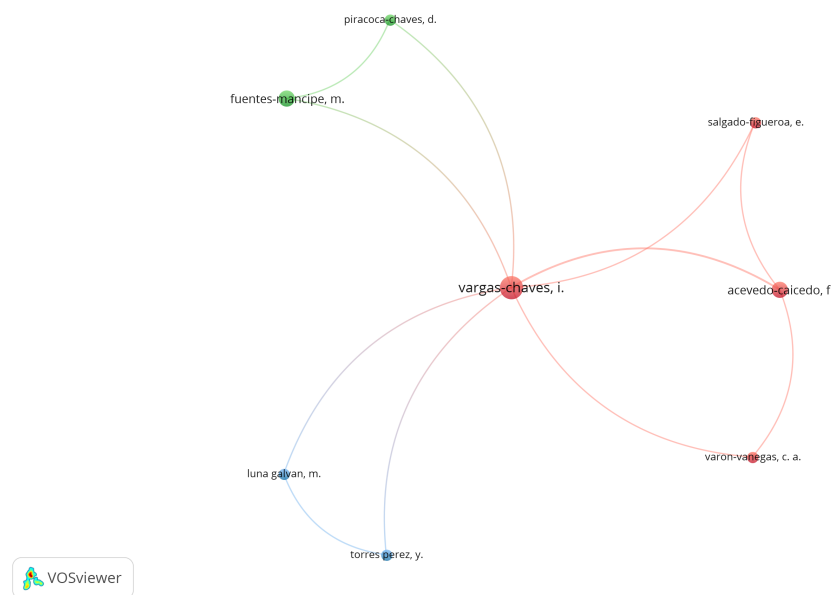 piracoca-chaves, d.
fuentes-mancipe, m.
salgado-figueroa, e.
vargas-chaves, i.
acevedo-caicedo, f
varon-vanegas, c. a.
luna galvan, m.
torres perez, y.
VOSviewer